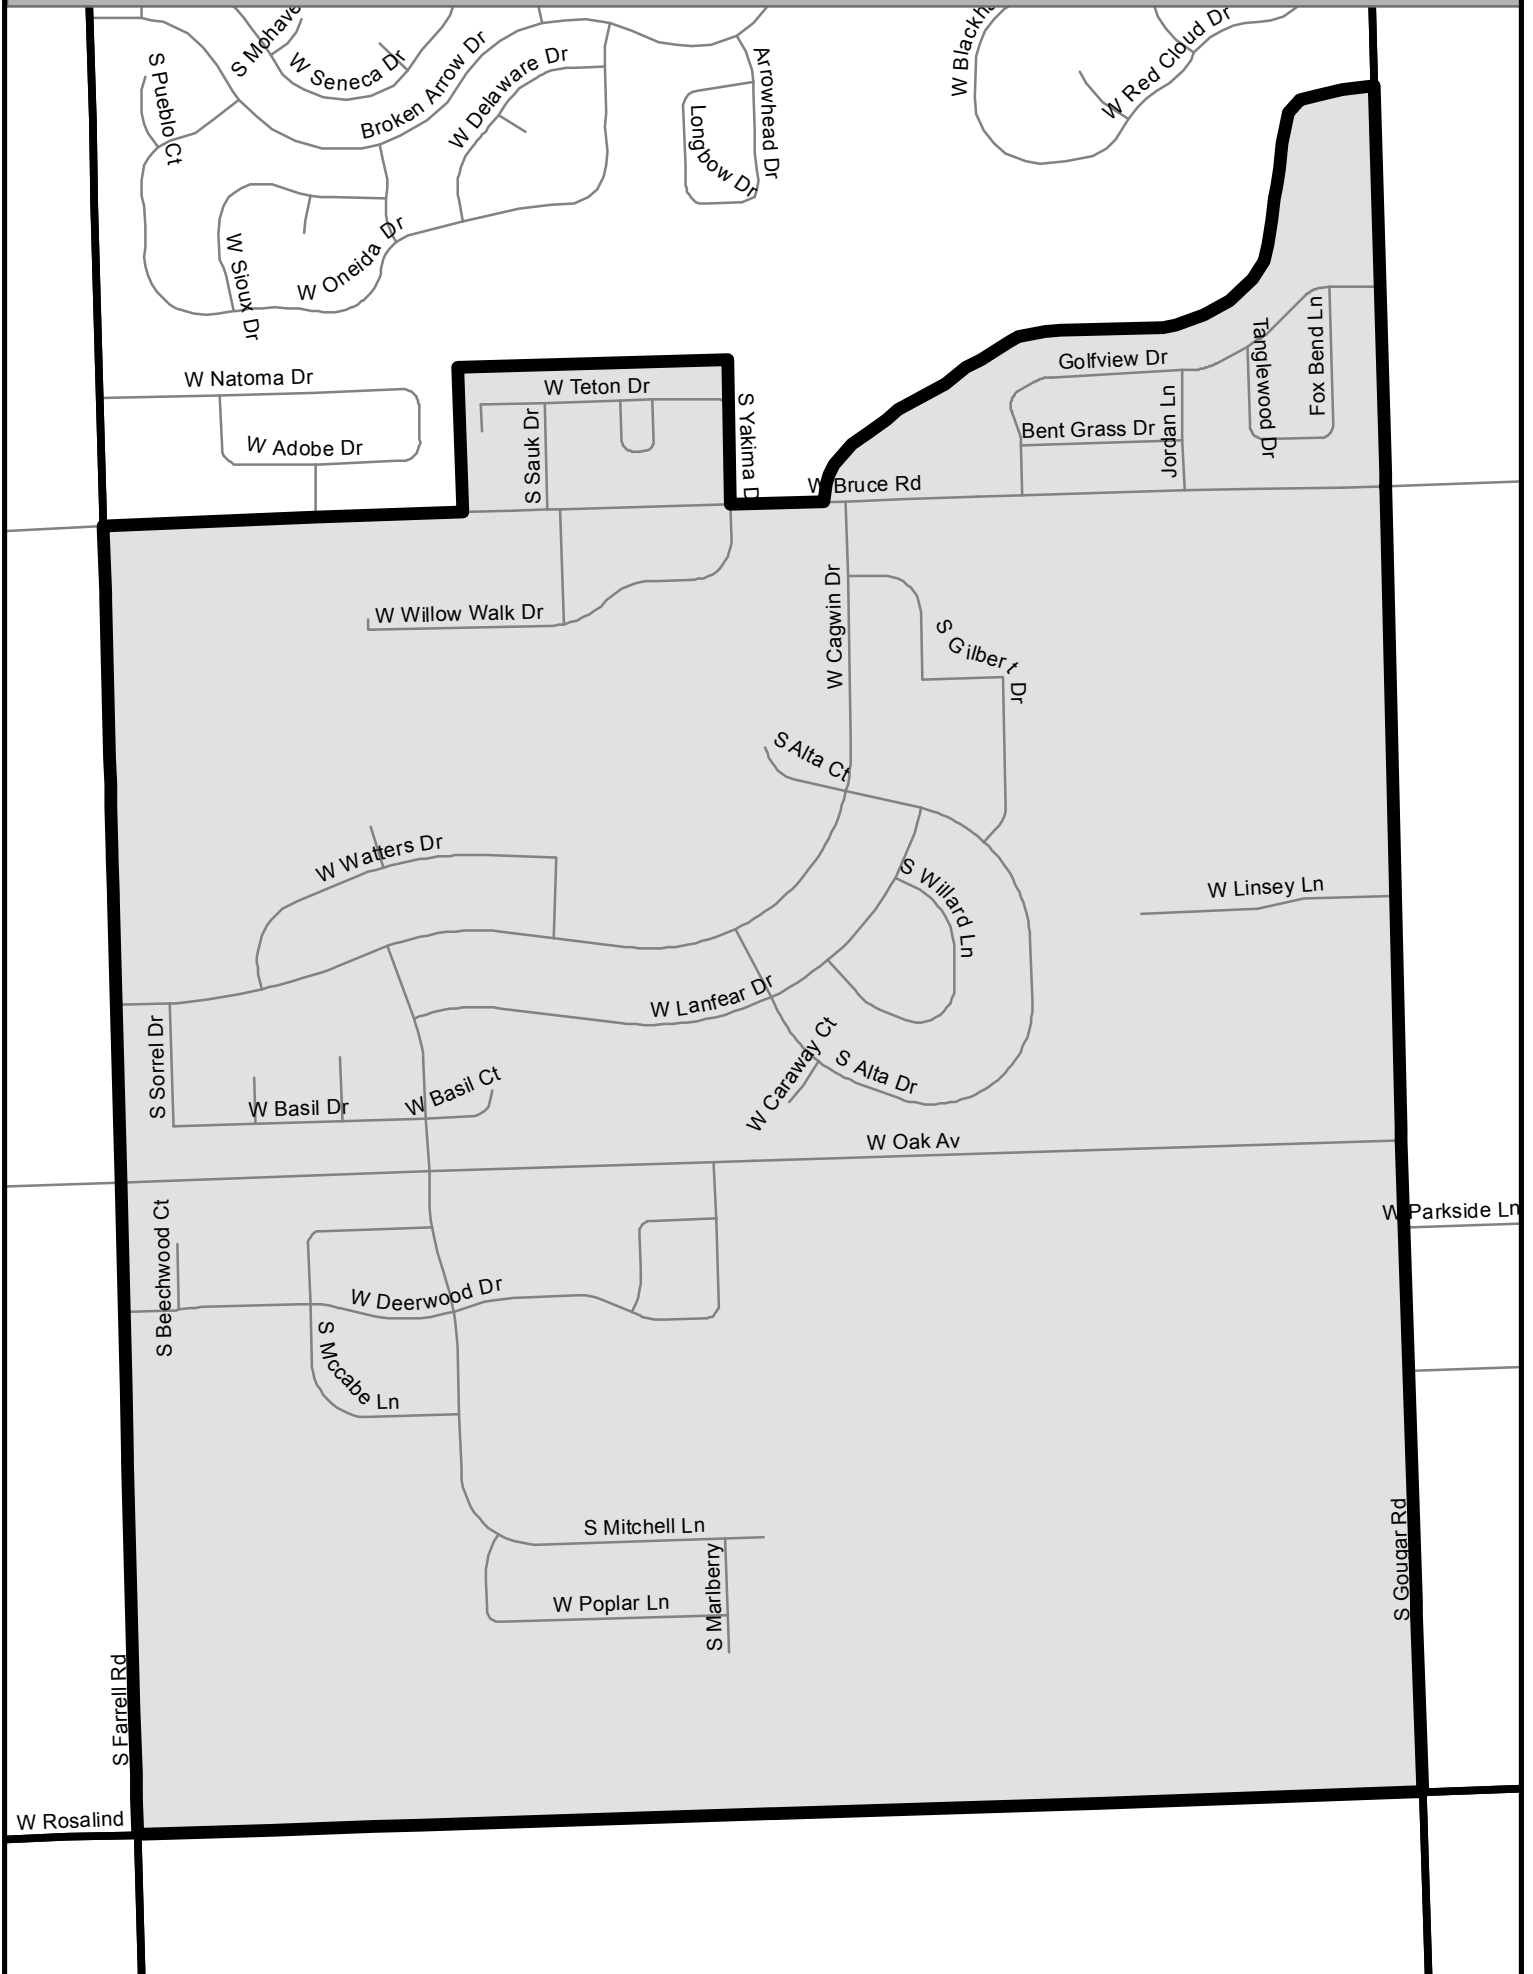 S Mohave
W Seneca Dr
Broken Arrow Dr
W Delaware Dr
S Pueblo Ct
Arrowhead Dr
Longbow Dr
W Red Cloud Dr
W Sioux Dr
W Oneida Dr
W Natoma Dr
W Adobe Dr
W Teton Dr
S Sauk Dr
S Yakima D
Golfview Dr
Tanglewood Dr
Fox Bend Ln
Bent Grass Dr
Jordan Ln
W Bruce Rd
W Willow Walk Dr
W Cagwin Dr
S Gilbert Dr
S Alta Ct
W Watters Dr
S Willard Ln
W Linsey Ln
W Lanfear Dr
S Sorrel Dr
W Basil Dr
W Basil Ct
W Caraway Ct
S Alta Dr
W Oak Av
S Beechwood Ct
W Parkside Ln
W Deerwood Dr
S Mccabe Ln
S Mitchell Ln
S Marlberry
W Poplar Ln
S Gougar Rd
S Farrell Rd
W Rosalind